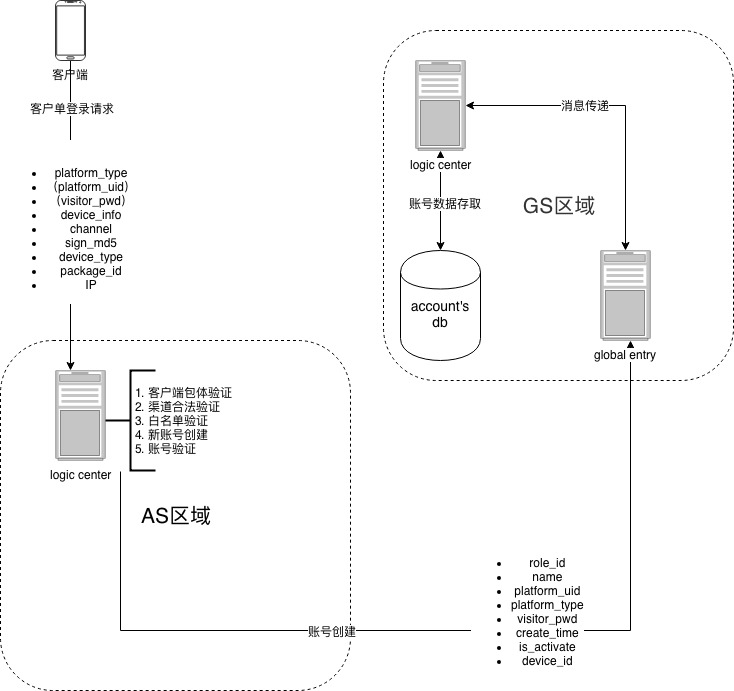 客户端
客户单登录请求
platform_type
(platform_uid)
(visitor_pwd)
device_info
channel
sign_md5
device_type
package_id
IP
logic center
1. 客户端包体验证
2. 渠道合法验证
3. 白名单验证
4. 新账号创建
5. 账号验证
AS区域
账号创建
role_id
name
platform_uid
platform_type
visitor_pwd
create_time
is_activate
device_id
logic center
消息传递
账号数据存取
GS区域
account's
db
global entry